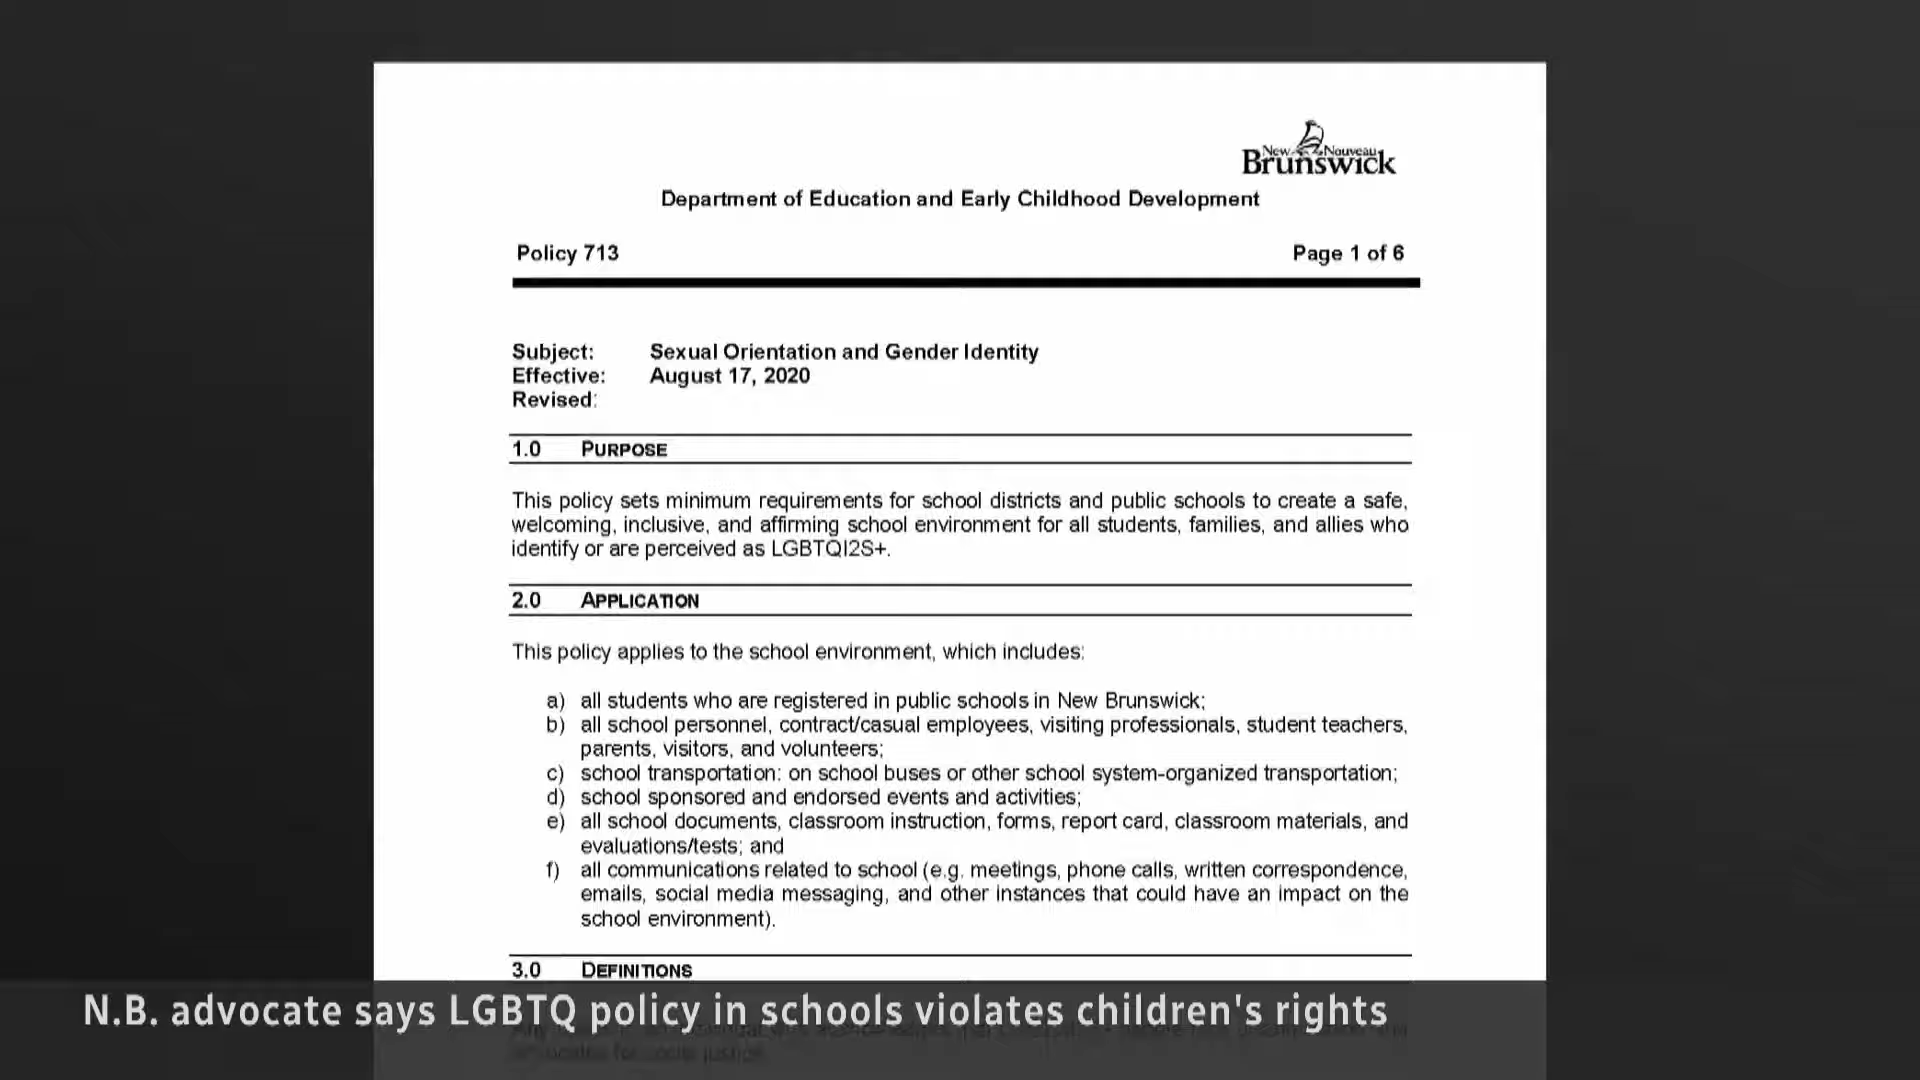 New Nouveau
Brunswick
Department of Education and Early Childhood Development
Policy 713 Page 1 of 6
Subject: Sexual Orientation and Gender Identity
Effective: August 17, 2020
Revised:
1.0 PURPOSE
This policy sets minimum requirements for school districts and public schools to create a safe,
welcoming, inclusive, and affirming school environment for all students, families, and allies who
identify or are perceived as LGBTQI2S+.
2.0 APPLICATION
This policy applies to the school environment, which includes:
a) all students who are registered in public schools in New Brunswick;
b) all school personnel, contract/casual employees, visiting professionals, student teachers,
parents, visitors, and volunteers;
c) school transportation: on school buses or other school system-organized transportation;
d) school sponsored and endorsed events and activities;
e) all school documents, classroom instruction, forms, report card, classroom materials, and
evaluations/tests; and
f) all communications related to school (e.g. meetings, phone calls, written correspondence,
emails, social media messaging, and other instances that could have an impact on the
school environment).
3.0 DEFINITIONS
N.B. advocate says LGBTQ policy in schools violates children's rights